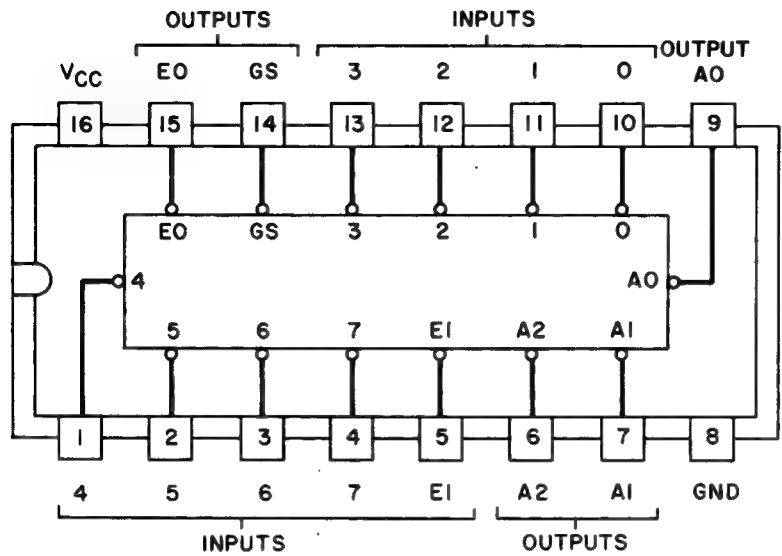 OUTPUTS INPUTS
VCC EO GS 3 2 1 0 OUTPUT AO
16 15 14 13 12 11 10 9
EO GS 3 2 1 0
4 AO
5 6 7 E1 A2 A1
1 2 3 4 5 6 7 8
4 5 6 7 E1 A2 A1 GND
INPUTS OUTPUTS